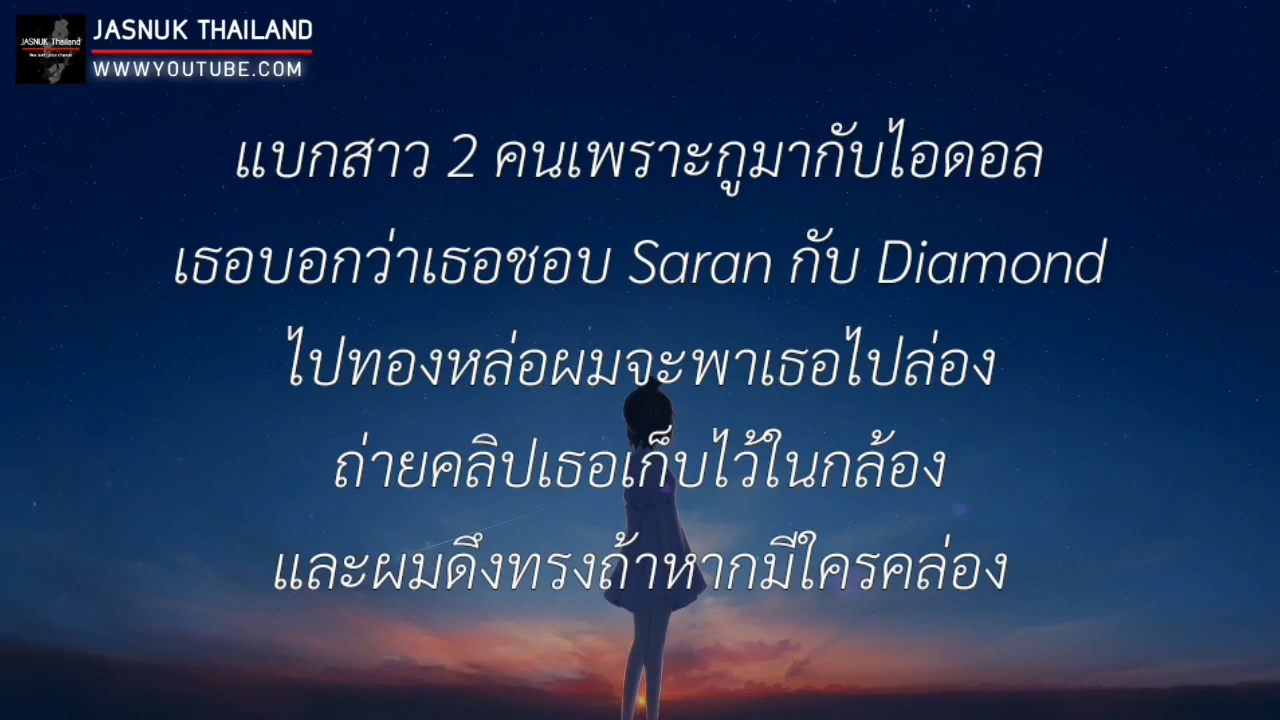 JASNUK THAILAND
WWWYOUTUBE.COM
JASNUK Thailand
แบกสาว 2 คนเพราะกูมากับไอดอล
เธอบอกว่าเธอชอบ Saran กับ Diamond
ไปทองหล่อผมจะพาเธอไปล่อง
ถ่ายคลิปเธอเก็บไว้ในกล้อง
และผมดึงทรงถ้าหากมีใครคล่อง